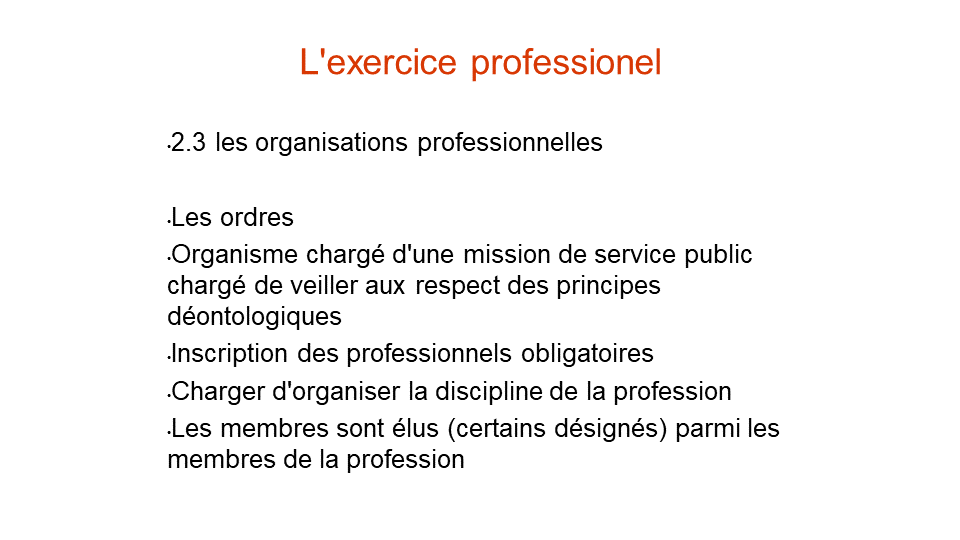 L'exercice professionel
·2.3 les organisations professionnelles
·Les ordres
·Organisme chargé d'une mission de service public
chargé de veiller aux respect des principes
déontologiques
·Inscription des professionnels obligatoires
·Charger d'organiser la discipline de la profession
·Les membres sont élus (certains désignés) parmi les
membres de la profession